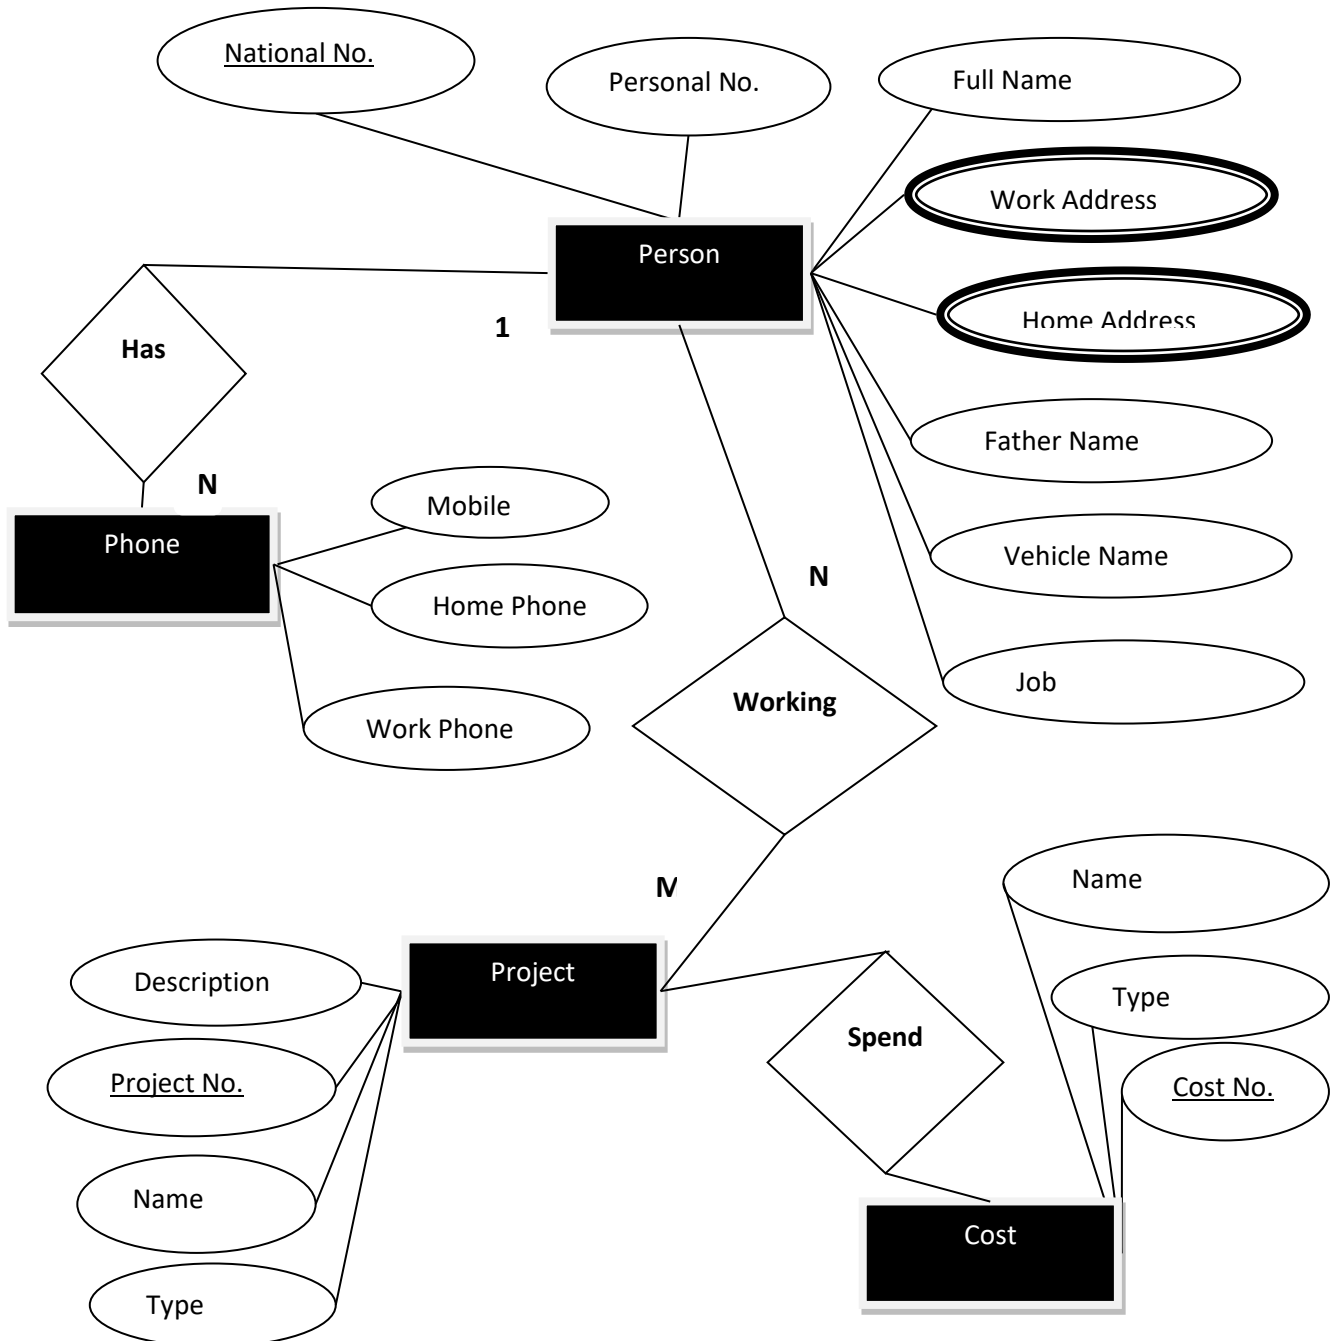 National No.
Personal No.
Full Name
Work Address
Person
Home Address
1
Has
Father Name
N
Mobile
Phone
Vehicle Name
N
Home Phone
Job
Working
Work Phone
Name
M
Project
Description
Type
Spend
Project No.
Cost No.
Name
Cost
Type